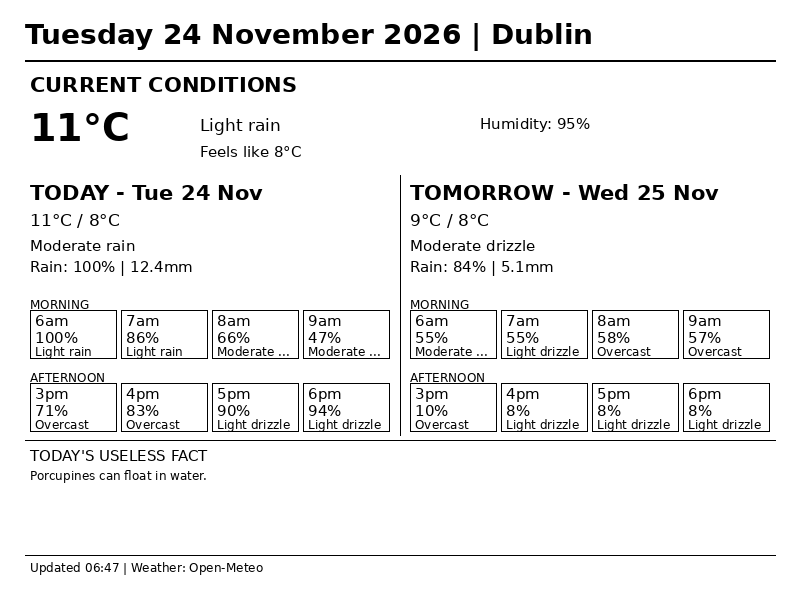 Tuesday 24 November 2026 | Dublin
CURRENT CONDITIONS
11°C
Light rain
Feels like 8°C
Humidity: 95%
TODAY - Tue 24 Nov
11°C / 8°C
Moderate rain
Rain: 100% | 12.4mm
MORNING
6am
100%
Light rain
7am
86%
Light rain
8am
66%
Moderate ...
9am
47%
Moderate ...
AFTERNOON
3pm
71%
Overcast
4pm
83%
Overcast
5pm
90%
Light drizzle
6pm
94%
Light drizzle
TOMORROW - Wed 25 Nov
9°C / 8°C
Moderate drizzle
Rain: 84% | 5.1mm
MORNING
6am
55%
Moderate ...
7am
55%
Light drizzle
8am
58%
Overcast
9am
57%
Overcast
AFTERNOON
3pm
10%
Overcast
4pm
8%
Light drizzle
5pm
8%
Light drizzle
6pm
8%
Light drizzle
TODAY'S USELESS FACT
Porcupines can float in water.
Updated 06:47 | Weather: Open-Meteo